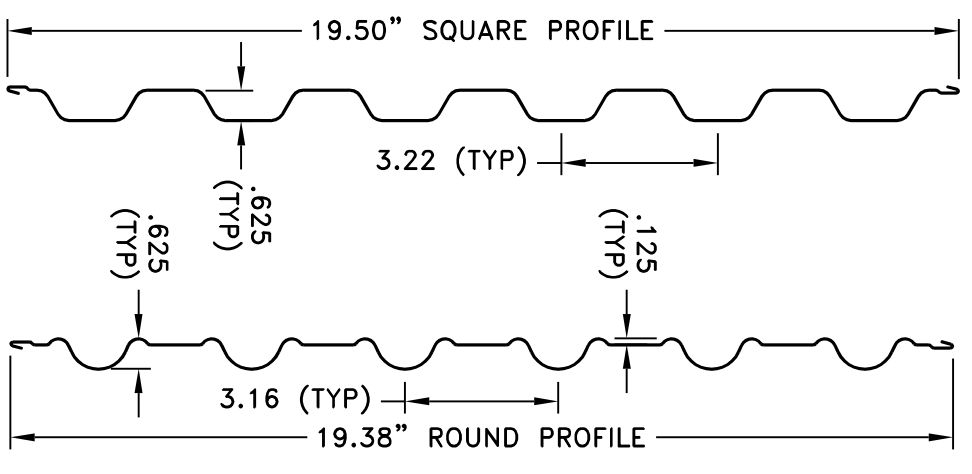 19.50” SQUARE PROFILE
3.22 (TYP)
.625
(TYP)
.625
(TYP)
.125
(TYP)
3.16 (TYP)
19.38” ROUND PROFILE